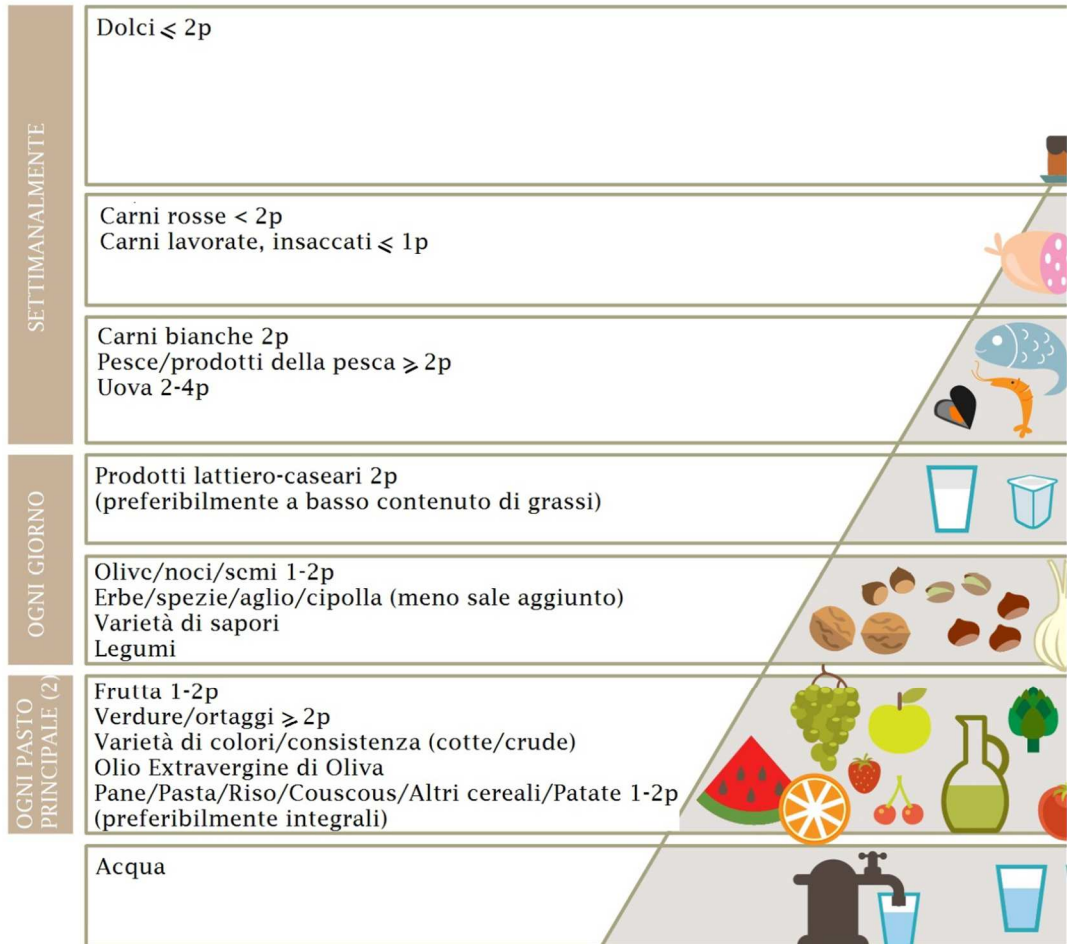 SETTIMANALMENTE
Dolci ⩽ 2p
Carni rosse < 2p
Carni lavorate, insaccati ⩽ 1p
Carni bianche 2p
Pesce/prodotti della pesca ⩾ 2p
Uova 2-4p
OGNI GIORNO
Prodotti lattiero-caseari 2p
(preferibilmente a basso contenuto di grassi)
Olive/noci/semi 1-2p
Erbe/spezie/aglio/cipolla (meno sale aggiunto)
Varietà di sapori
Legumi
OGNI PASTO
PRINCIPALE (2)
Frutta 1-2p
Verdure/ortaggi ⩾ 2p
Varietà di colori/consistenza (cotte/crude)
Olio Extravergine di Oliva
Pane/Pasta/Riso/Couscous/Altri cereali/Patate 1-2p
(preferibilmente integrali)
Acqua